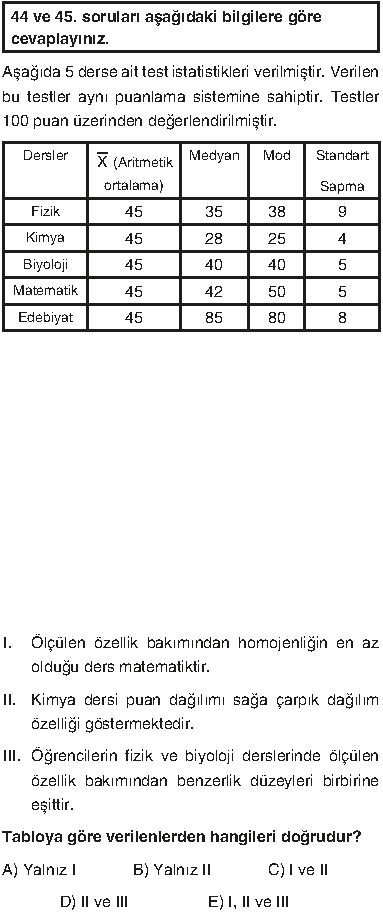 44 ve 45. soruları aşağıdaki bilgilere göre
cevaplayınız.
Aşağıda 5 derse ait test istatistikleri verilmiştir. Verilen
bu testler aynı puanlama sistemine sahiptir. Testler
100 puan üzerinden değerlendirilmiştir.
Dersler X̅ (Aritmetik ortalama) Medyan Mod Standart Sapma
Fizik 45 35 38 9
Kimya 45 28 25 4
Biyoloji 45 40 40 5
Matematik 45 42 50 5
Edebiyat 45 85 80 8
I. Ölçülen özellik bakımından homojenliğin en az
olduğu ders matematiktir.
II. Kimya dersi puan dağılımı sağa çarpık dağılım
özelliği göstermektedir.
III. Öğrencilerin fizik ve biyoloji derslerinde ölçülen
özellik bakımından benzerlik düzeyleri birbirine
eşittir.
Tabloya göre verilenlerden hangileri doğrudur?
A) Yalnız I B) Yalnız II C) I ve II
D) II ve III E) I, II ve III